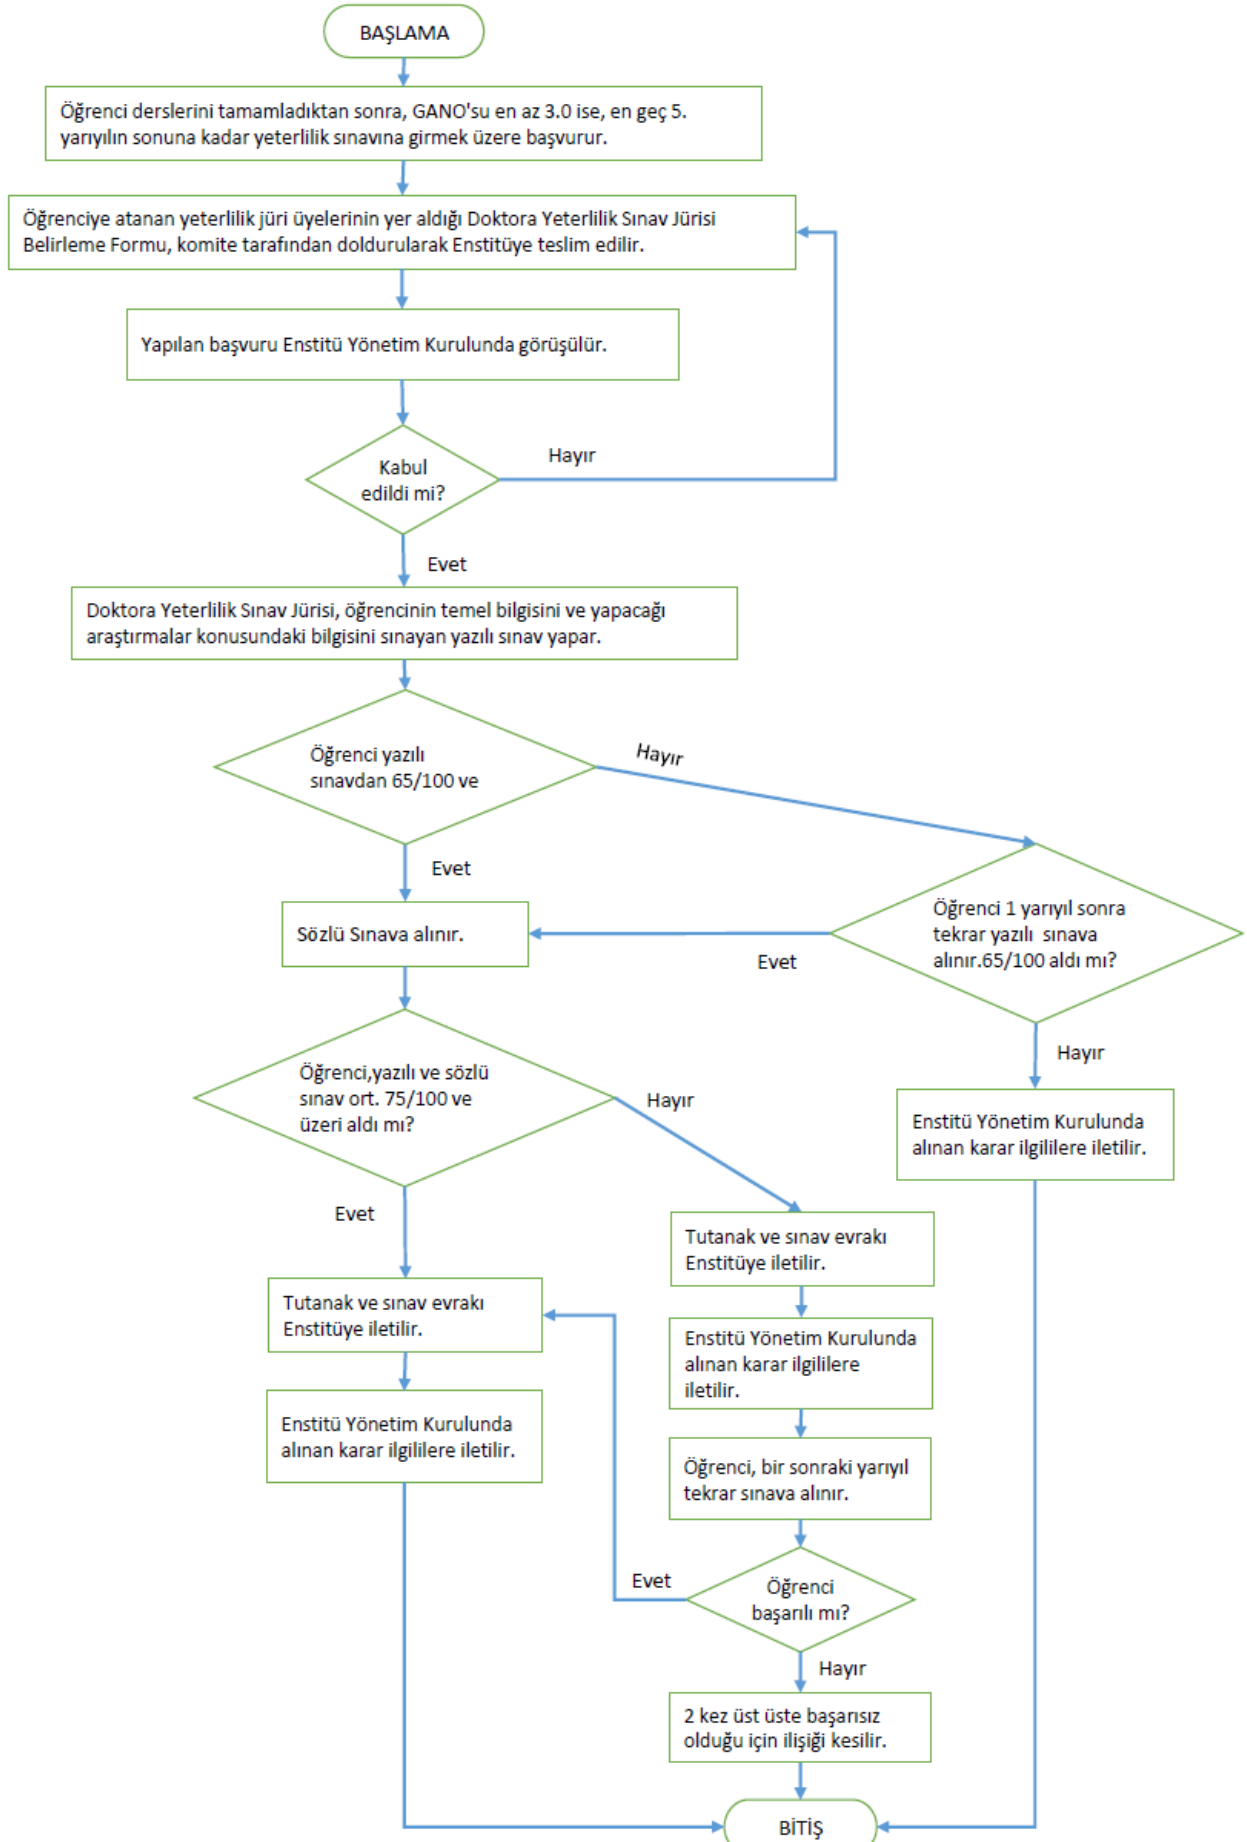 BAŞLAMA
Öğrenci derslerini tamamladıktan sonra, GANO'su en az 3.0 ise, en geç 5.
yarıyılın sonuna kadar yeterlilik sınavına girmek üzere başvurur.
Öğrenciye atanan yeterlilik jüri üyelerinin yer aldığı Doktora Yeterlilik Sınav Jürisi
Belirleme Formu, komite tarafından doldurularak Enstitüye teslim edilir.
Yapılan başvuru Enstitü Yönetim Kurulunda görüşülür.
Kabul
edildi mi?
Hayır
Evet
Doktora Yeterlilik Sınav Jürisi, öğrencinin temel bilgisini ve yapacağı
araştırmalar konusundaki bilgisini sınayan yazılı sınav yapar.
Öğrenci yazılı
sınavdan 65/100 ve
Hayır
Evet
Sözlü Sınava alınır.
Evet
Öğrenci 1 yarıyıl sonra
tekrar yazılı  sınava
alınır.65/100 aldı mı?
Hayır
Enstitü Yönetim Kurulunda
alınan karar ilgililere iletilir.
Öğrenci,yazılı ve sözlü
sınav ort. 75/100 ve
üzeri aldı mı?
Hayır
Evet
Tutanak ve sınav evrakı
Enstitüye iletilir.
Enstitü Yönetim Kurulunda
alınan karar ilgililere iletilir.
Tutanak ve sınav evrakı
Enstitüye iletilir.
Enstitü Yönetim Kurulunda
alınan karar ilgililere
iletilir.
Öğrenci, bir sonraki yarıyıl
tekrar sınava alınır.
Evet
Öğrenci
başarılı mı?
Hayır
2 kez üst üste başarısız
olduğu için ilişiği kesilir.
BİTİŞ